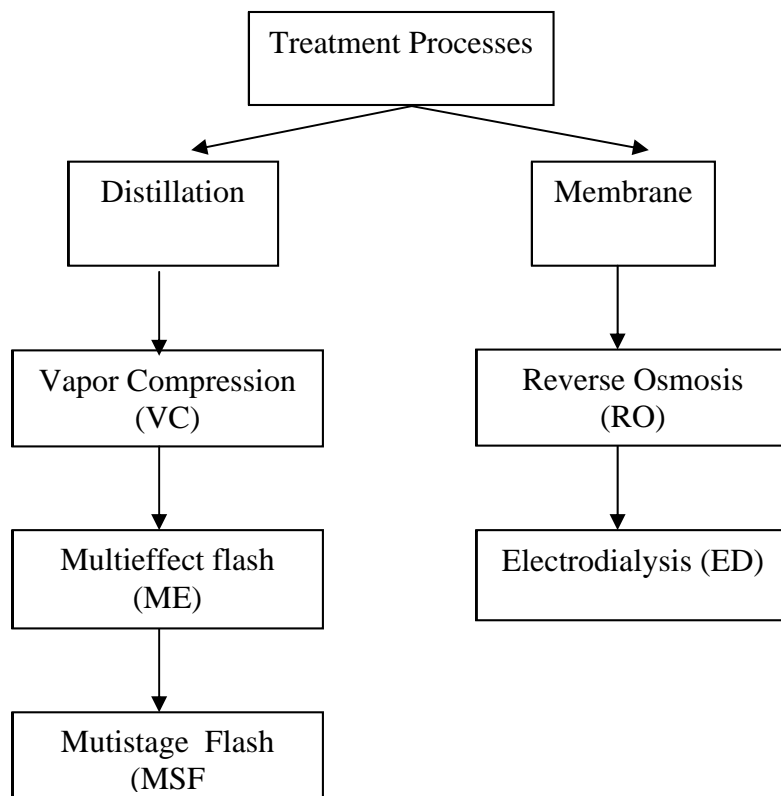 Treatment Processes
Distillation
Membrane
Vapor Compression
(VC)
Reverse Osmosis
(RO)
Multieffect flash
(ME)
Electrodialysis (ED)
Mutistage  Flash
(MSF